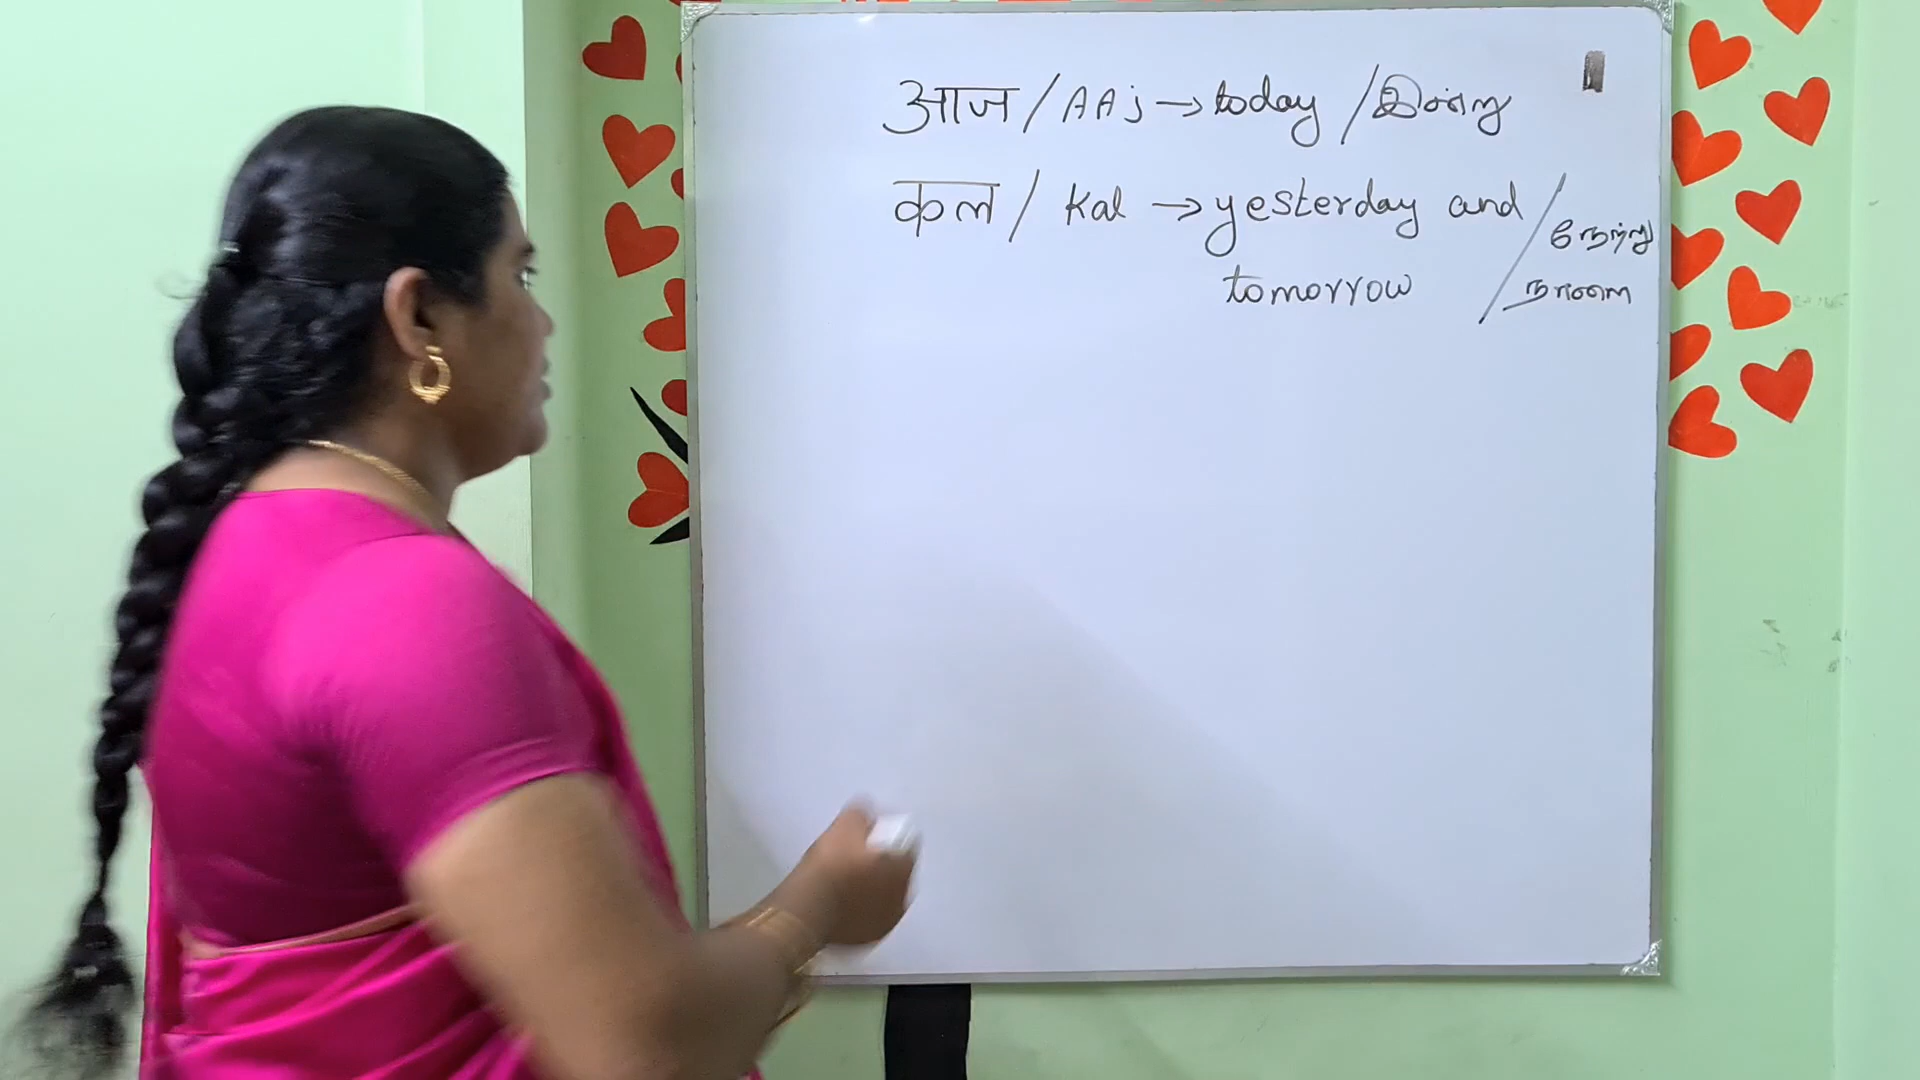 आज / AAj → today / இன்று
कल / Kal → yesterday and / நேற்று
tomorrow / நாளை